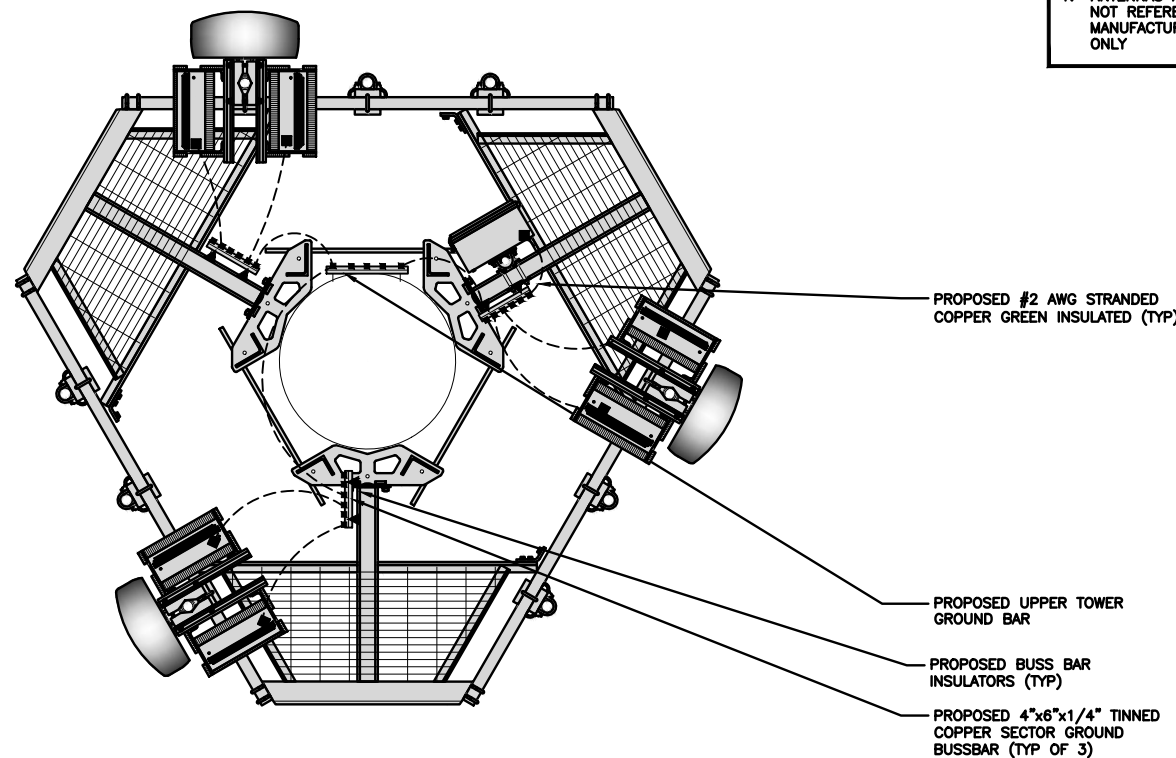 NOT REFERE
MANUFACTUR
ONLY
PROPOSED #2 AWG STRANDED
COPPER GREEN INSULATED (TYP)
PROPOSED UPPER TOWER
GROUND BAR
PROPOSED BUSS BAR
INSULATORS (TYP)
PROPOSED 4"x6"x1/4" TINNED
COPPER SECTOR GROUND
BUSSBAR (TYP OF 3)